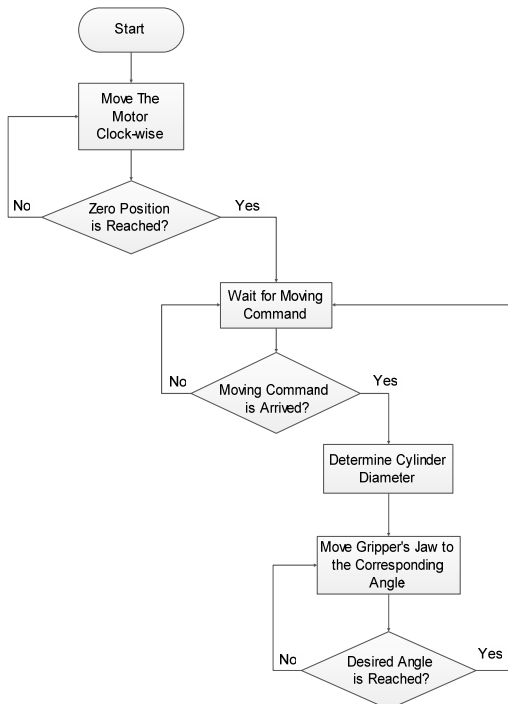 Start
Move The
Motor
Clock-wise
No
Zero Position
is Reached?
Yes
Wait for Moving
Command
No
Moving Command
is Arrived?
Yes
Determine Cylinder
Diameter
Move Gripper's Jaw to
the Corresponding
Angle
No
Desired Angle
is Reached?
Yes